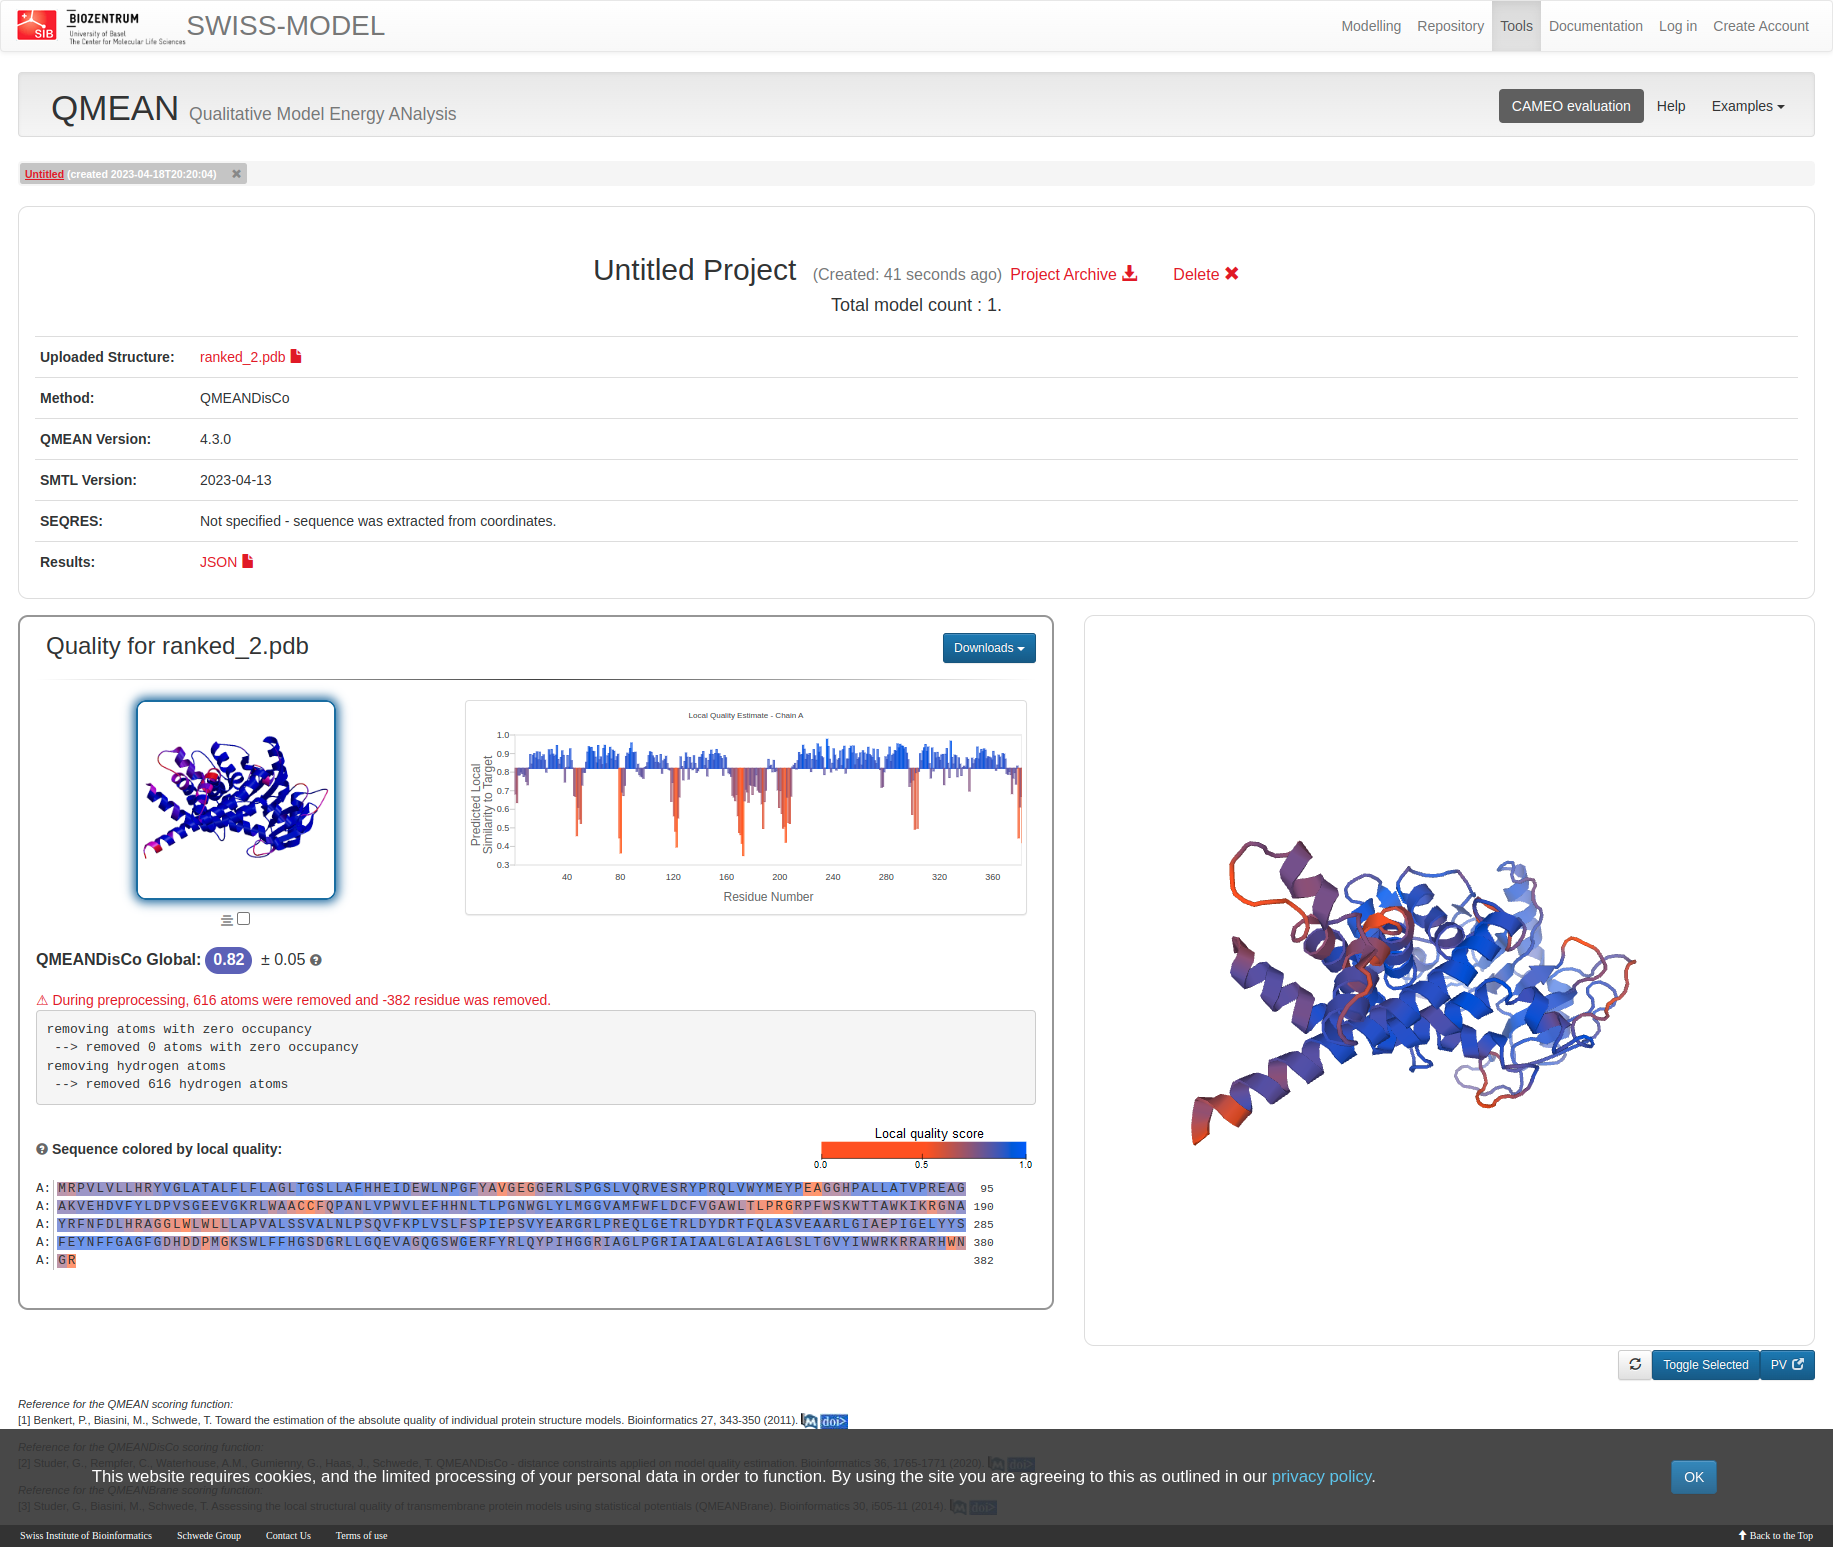 SIB
BIOZENTRUM
University of Basel
The Center for Molecular Life Sciences
SWISS-MODEL
Modelling Repository Tools Documentation Log in Create Account
QMEAN Qualitative Model Energy ANalysis
CAMEO evaluation Help Examples
Untitled (created 2023-04-18T20:20:04)
Untitled Project (Created: 41 seconds ago) Project Archive Delete
Total model count : 1.
Uploaded Structure: ranked_2.pdb
Method: QMEANDisCo
QMEAN Version: 4.3.0
SMTL Version: 2023-04-13
SEQRES: Not specified - sequence was extracted from coordinates.
Results: JSON
Quality for ranked_2.pdb
Downloads
Local Quality Estimate - Chain A
Predicted Local
Similarity to Target
1.0
0.9
0.8
0.7
0.6
0.5
0.4
0.3
40 80 120 160 200 240 280 320 360
Residue Number
QMEANDisCo Global: 0.82 ± 0.05
⚠ During preprocessing, 616 atoms were removed and -382 residue was removed.
removing atoms with zero occupancy
--> removed 0 atoms with zero occupancy
removing hydrogen atoms
--> removed 616 hydrogen atoms
Sequence colored by local quality:
Local quality score
0.0 0.5 1.0
A: MRPVLVLLHRYVGLATALFLFLAGLTGSLLAFHHEIDEWLNPGFYAVGEGGERLSPGSLVQRVESRYPRQLVWYMEYPEAGGHPALLATVPREAG 95
A: AKVEHDVFYLDPVSGEEVGKRLWAACCFQPANLVPWVLEFHHNLTLPGNWGLYLMGGVAMFWFLDCFVGAWLTLPRGRPFWSKWTTAWKIKRGNA 190
A: YRFNFDLHRAGGLWLWLLLAPVALSSVALNLPSQVFKPLVSLFSPIEPSVYEARGRLPREQLGETRLDYDRTFQLASVEAARLGIAEPIGELYYS 285
A: FEYNFFGAGFGDHDDPMGKSWLFFHGSDGRLLGQEVAGQGSWGERFYRLQYPIHGGRIAGLPGRIAIAALGLAIAGLSLTGVYIWWRKRRARHWN 380
A: GR 382
Toggle Selected PV
Reference for the QMEAN scoring function:
[1] Benkert, P., Biasini, M., Schwede, T. Toward the estimation of the absolute quality of individual protein structure models. Bioinformatics 27, 343-350 (2011). M doi>
Reference for the QMEANDisCo scoring function:
[2] Studer, G., Rempfer, C., Waterhouse, A.M., Gumienny, G., Haas, J., Schwede, T. QMEANDisCo - distance constraints applied on model quality estimation. Bioinformatics 36, 1765-1771 (2020). M doi>
This website requires cookies, and the limited processing of your personal data in order to function. By using the site you are agreeing to this as outlined in our privacy policy. OK
Reference for the QMEANBrane scoring function:
[3] Studer, G., Biasini, M., Schwede, T. Assessing the local structural quality of transmembrane protein models using statistical potentials (QMEANBrane). Bioinformatics 30, i505-11 (2014). M doi>
Swiss Institute of Bioinformatics Schwede Group Contact Us Terms of use Back to the Top